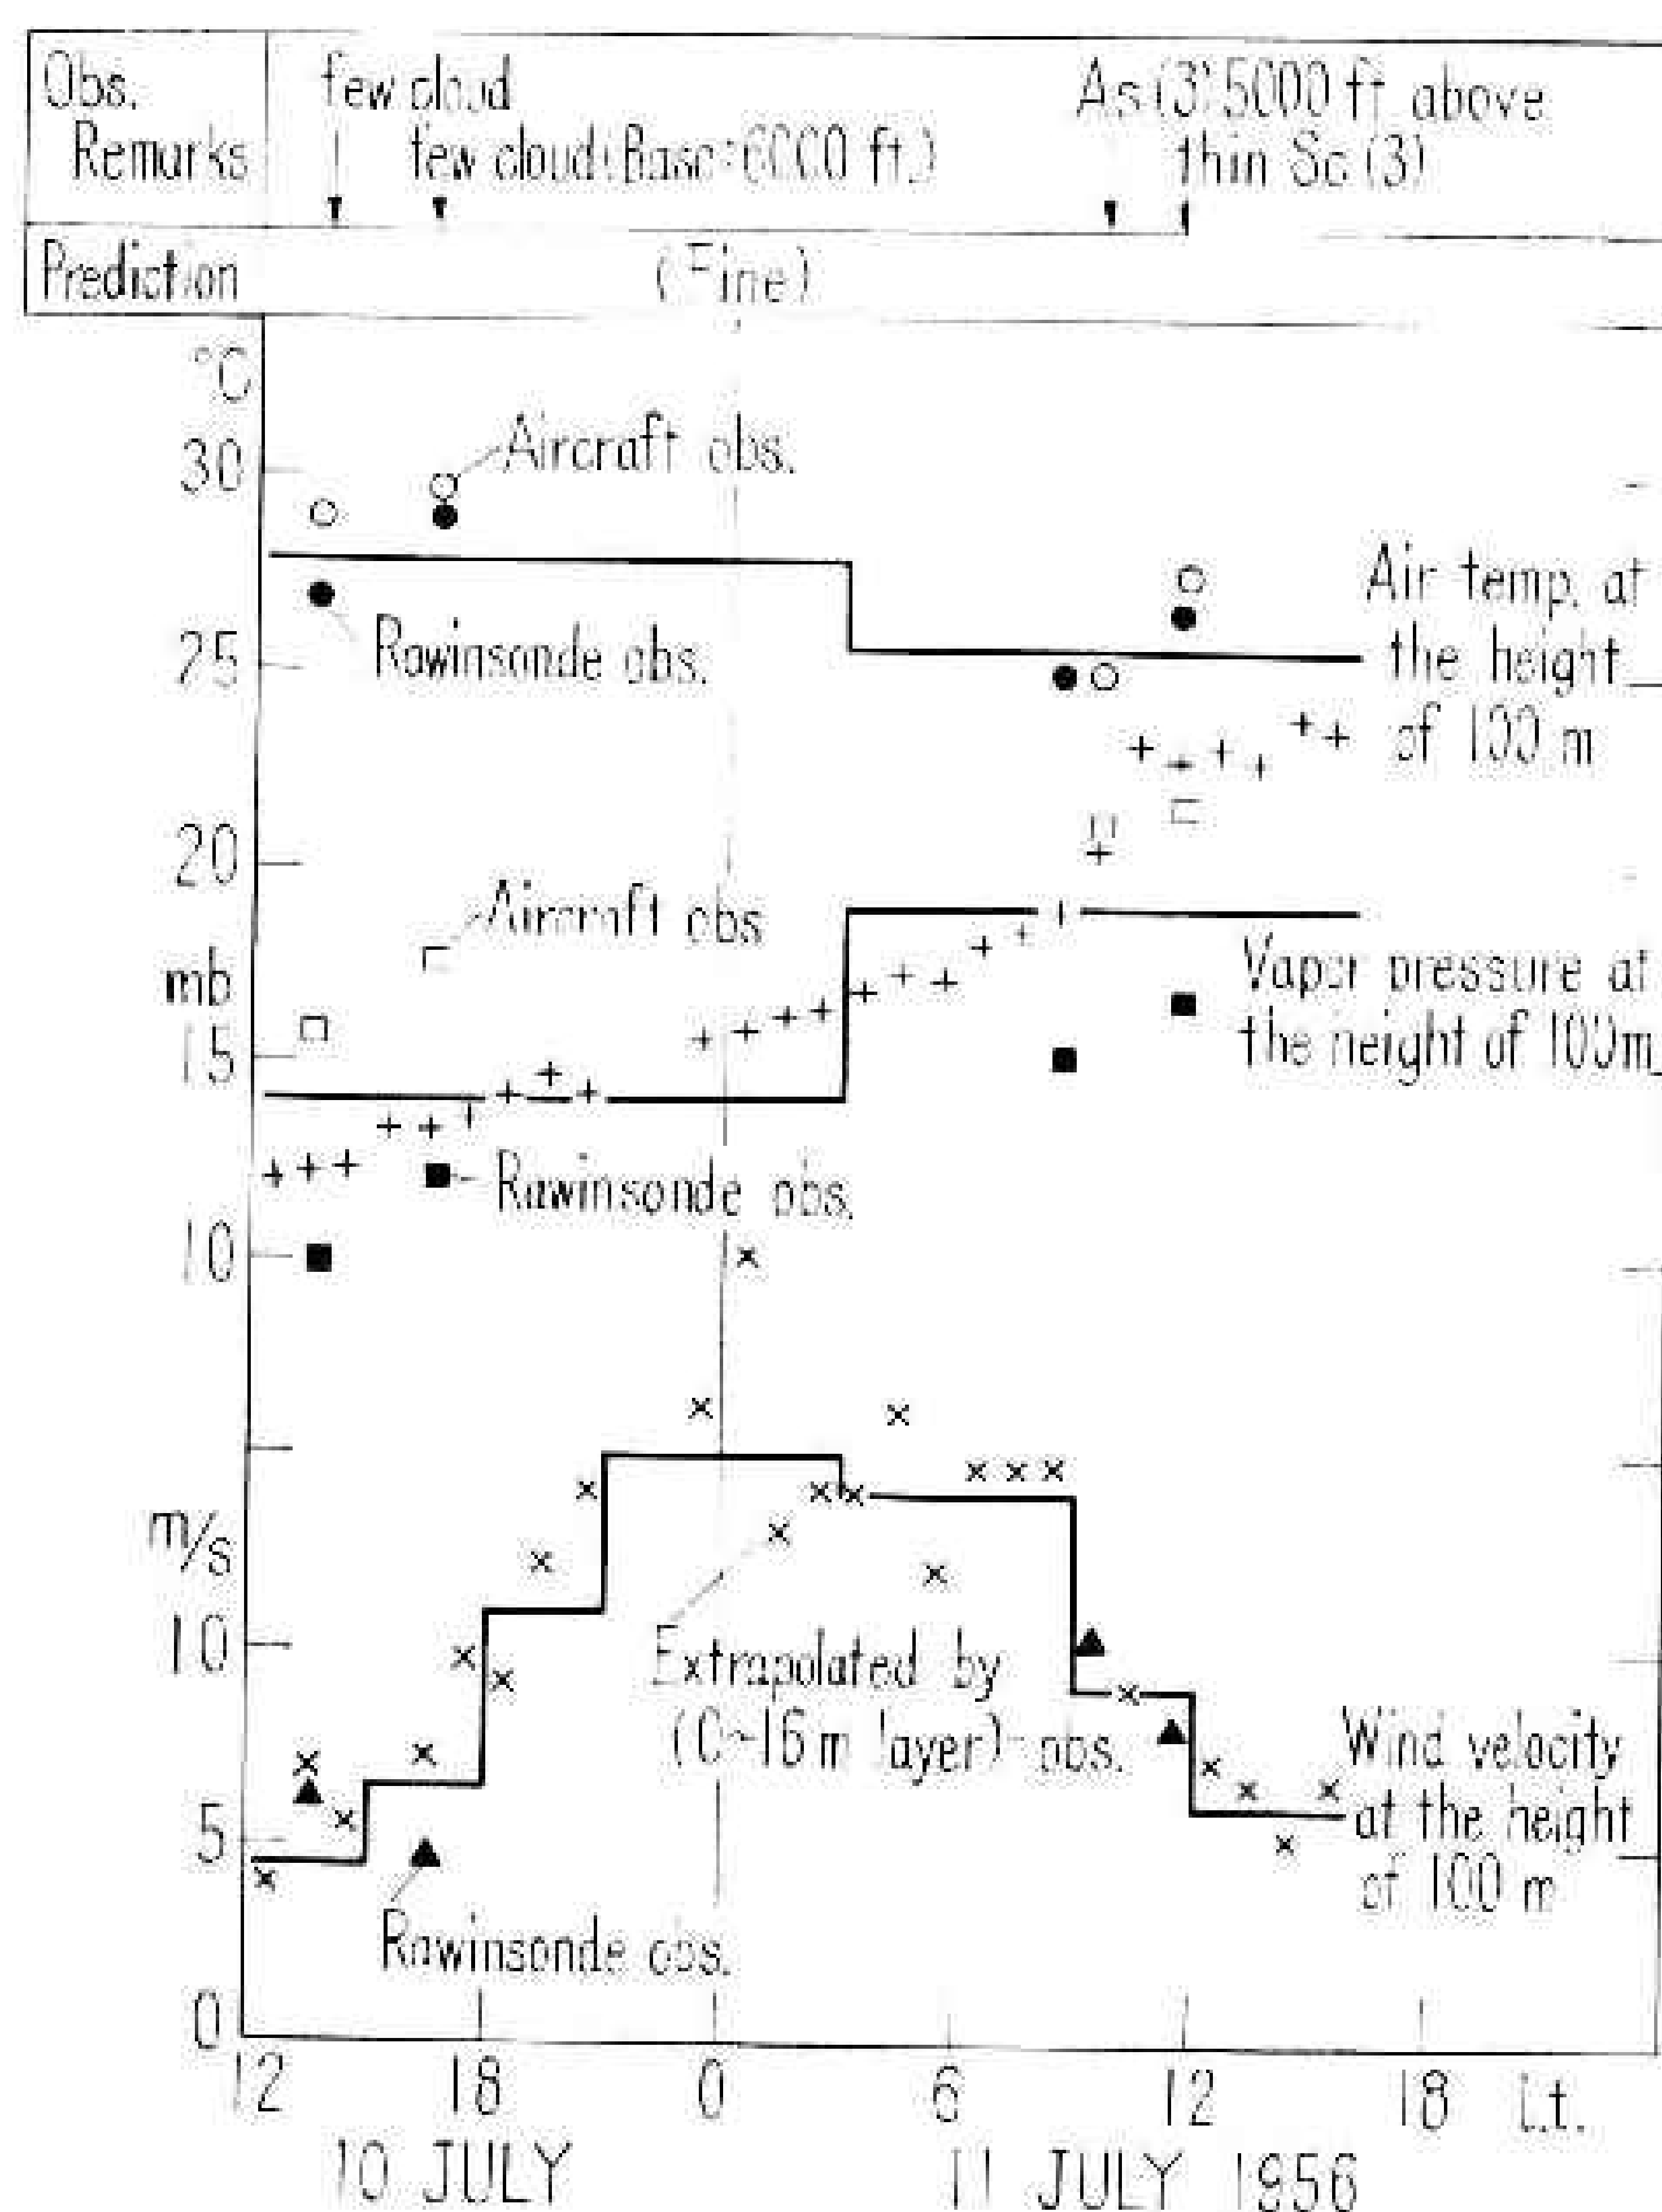 Obs.
Remarks
few cloud
few cloud (Base: 6000 ft.)
As (3) 5000 ft above
thin Sc (3)
Prediction
(Fine)
°C
30
Aircraft obs.
Rawinsonde obs.
25
Air temp. at
the height
of 100 m
20
Aircraft obs
mb
15
Vapor pressure at
the height of 100m
Rawinsonde obs.
10
m/s
10
Extrapolated by
(0~16m layer) obs.
5
Wind velocity
at the height
of 100 m
Rawinsonde obs.
0
12 18 0 6 12 18 L.t.
10 JULY 11 JULY 1956